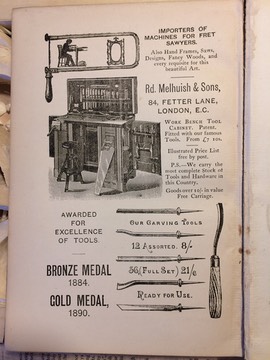 IMPORTERS OF
MACHINES FOR FRET
SAWYERS.
Also Hand Frames, Saws,
Designs, Fancy Woods, and
every requisite for this
beautiful Art.
Rd. Melhuish & Sons,
84, FETTER LANE,
LONDON, E.C.
WORK BENCH TOOL
CABINET. Patent.
Fitted with our famous
Tools. From £7 10s.
Illustrated Price List
free by post.
P.S.—We carry the
most complete Stock of
Tools and Hardware in
this Country.
Goods over 10/- in value
Free Carriage.
AWARDED
FOR
EXCELLENCE
OF TOOLS.
BRONZE MEDAL
1884.
GOLD MEDAL,
1890.
OUR CARVING TOOLS
12 ASSORTED. 8/-
36 (FULL SET) 21/6
READY FOR USE.